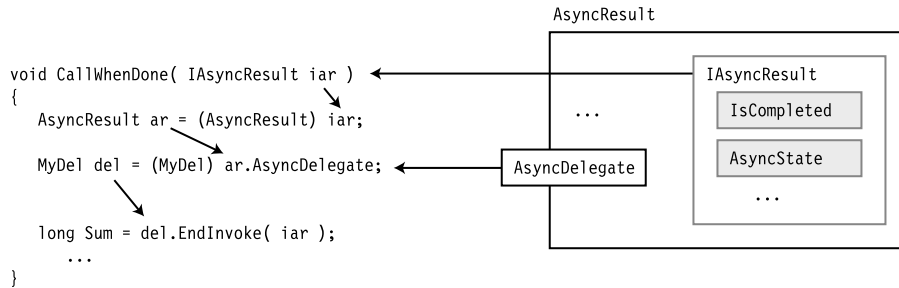 AsyncResult
void CallWhenDone( IAsyncResult iar )
{
AsyncResult ar = (AsyncResult) iar;
MyDel del = (MyDel) ar.AsyncDelegate;
long Sum = del.EndInvoke( iar );
...
}
IAsyncResult
IsCompleted
...
AsyncDelegate
AsyncState
...